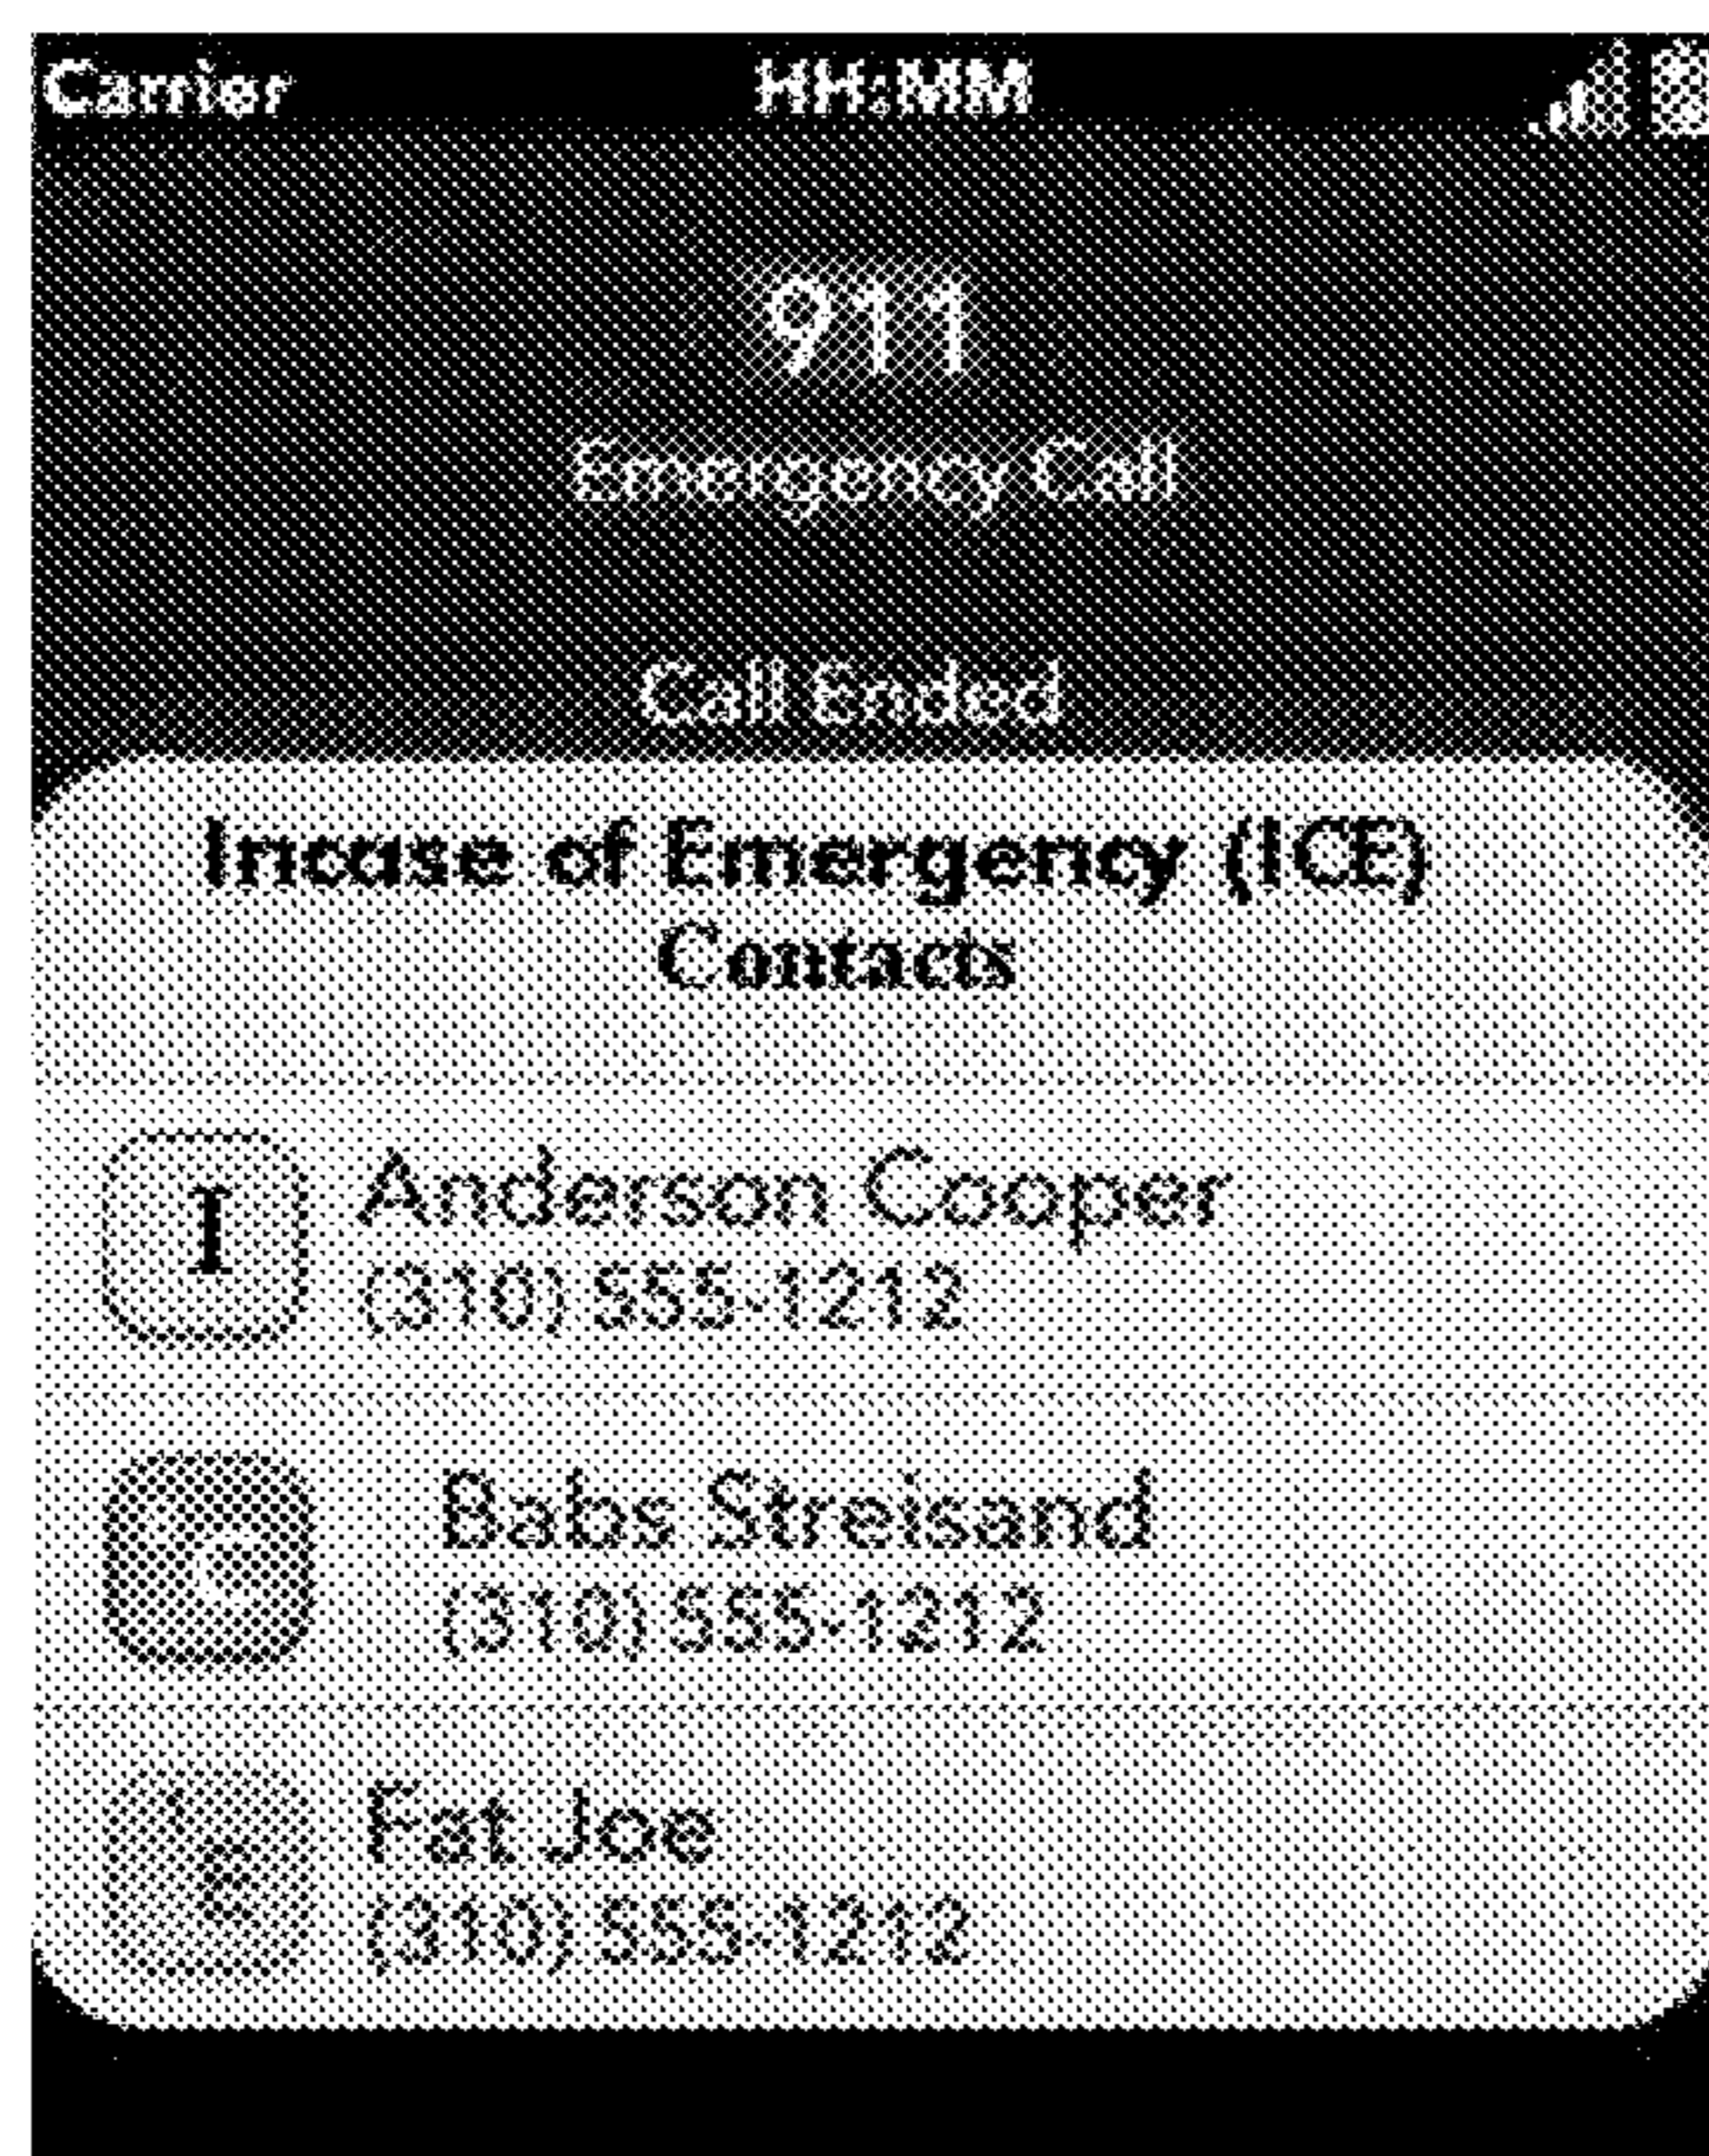 Carrier HH:MM
911
Emergency Call
Call Ended
Incase of Emergency (ICE)
Contacts
I Anderson Cooper
(310) 555-1212
C Babs Streisand
(310) 555-1212
E Fat Joe
(310) 555-1212